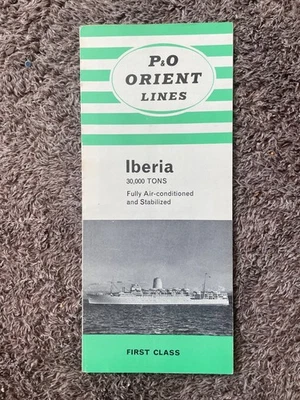 P&O
ORIENT
LINES
Iberia
30,000 TONS
Fully Air-conditioned
and Stabilized
FIRST CLASS